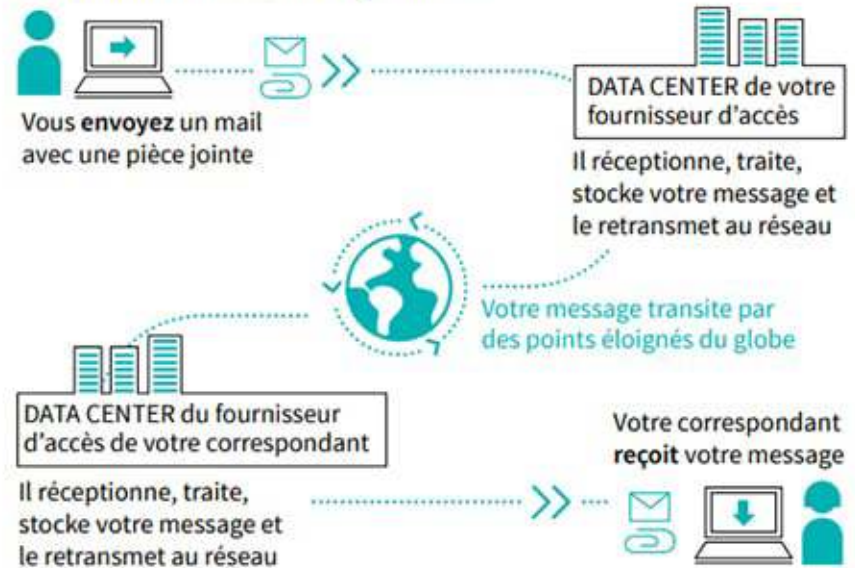 Vous envoyez un mail
avec une pièce jointe
DATA CENTER de votre
fournisseur d'accès
Il réceptionne, traite,
stocke votre message et
le retransmet au réseau
Votre message transite par
des points éloignés du globe
DATA CENTER du fournisseur
d'accès de votre correspondant
Il réceptionne, traite,
stocke votre message et
le retransmet au réseau
Votre correspondant
reçoit votre message